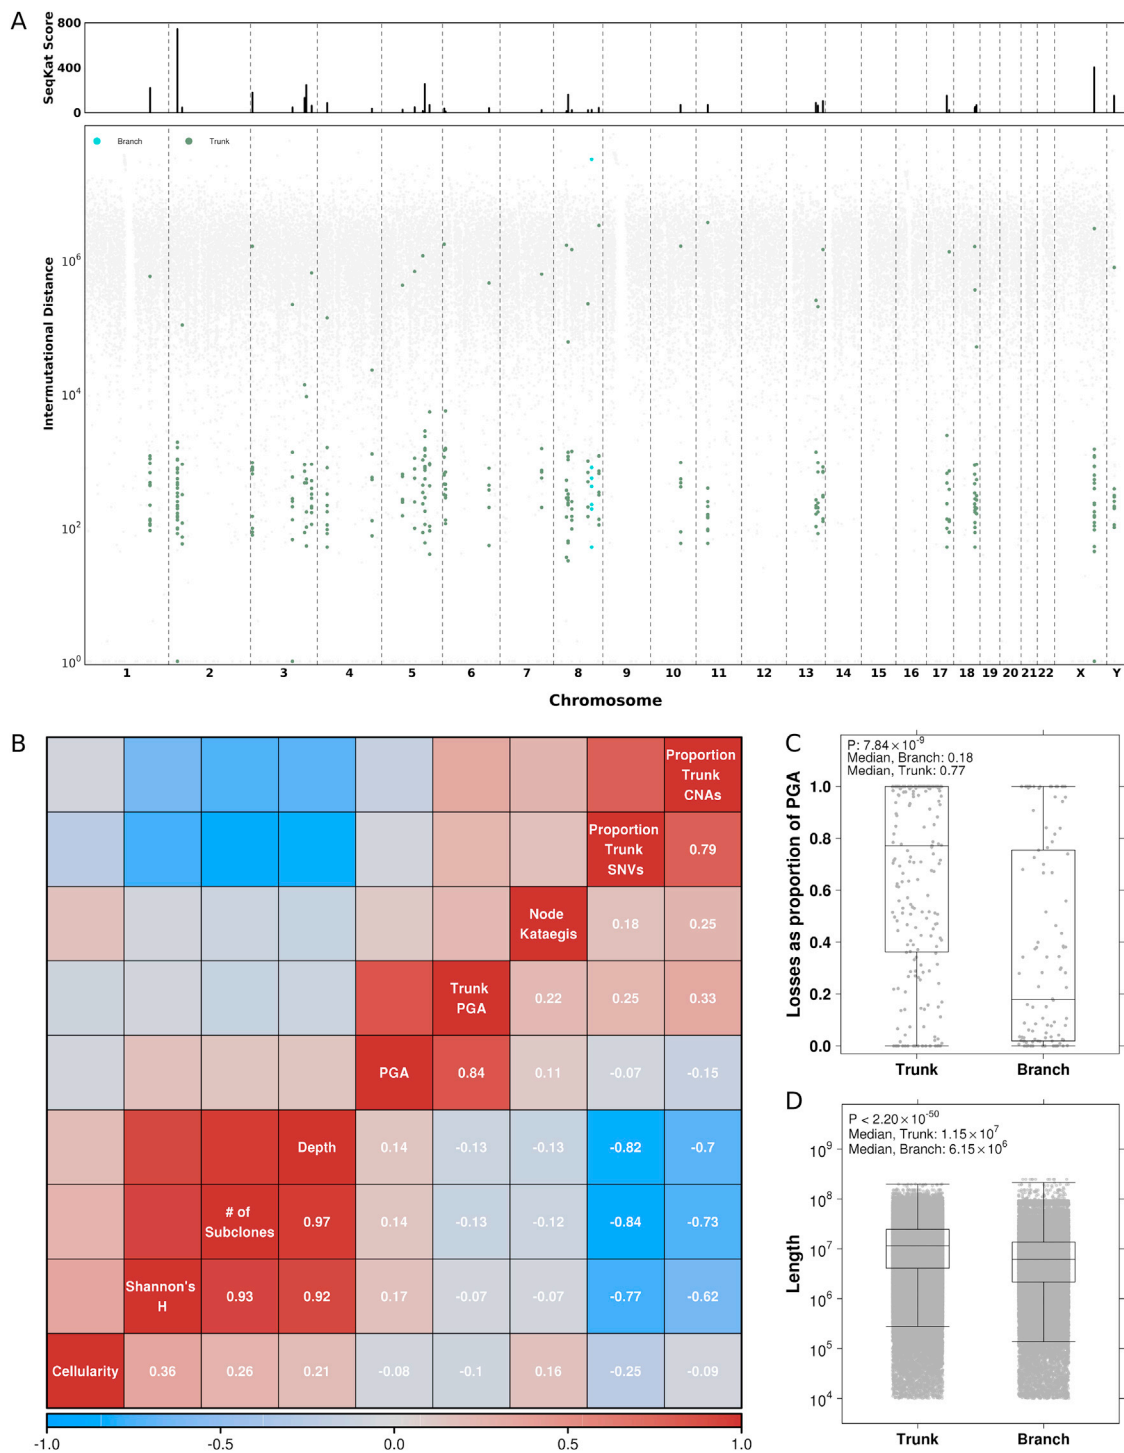 A
SeqKat Score
800
400
0
Branch
Trunk
Intermutational Distance
10^6
10^4
10^2
10^0
1 2 3 4 5 6 7 8 9 10 11 12 13 14 15 16 17 18 19 20 21 22 X Y
Chromosome
B
Proportion
Trunk
CNAs
Proportion
Trunk
SNVs
0.79
Node
Kataegis
0.18 0.25
Trunk
PGA
0.22 0.25 0.33
PGA 0.84 0.11 -0.07 -0.15
Depth 0.14 -0.13 -0.13 -0.82 -0.7
# of
Subclones
0.97 0.14 -0.13 -0.12 -0.84 -0.73
Shannon's
H
0.93 0.92 0.17 -0.07 -0.07 -0.77 -0.62
Cellularity 0.36 0.26 0.21 -0.08 -0.1 0.16 -0.25 -0.09
-1.0 -0.5 0.0 0.5 1.0
C
P: 7.84×10^-9
Median, Branch: 0.18
Median, Trunk: 0.77
Losses as proportion of PGA
1.0
0.8
0.6
0.4
0.2
0.0
Trunk Branch
D
P < 2.20×10^-50
Median, Trunk: 1.15×10^7
Median, Branch: 6.15×10^6
Length
10^9
10^8
10^7
10^6
10^5
10^4
Trunk Branch